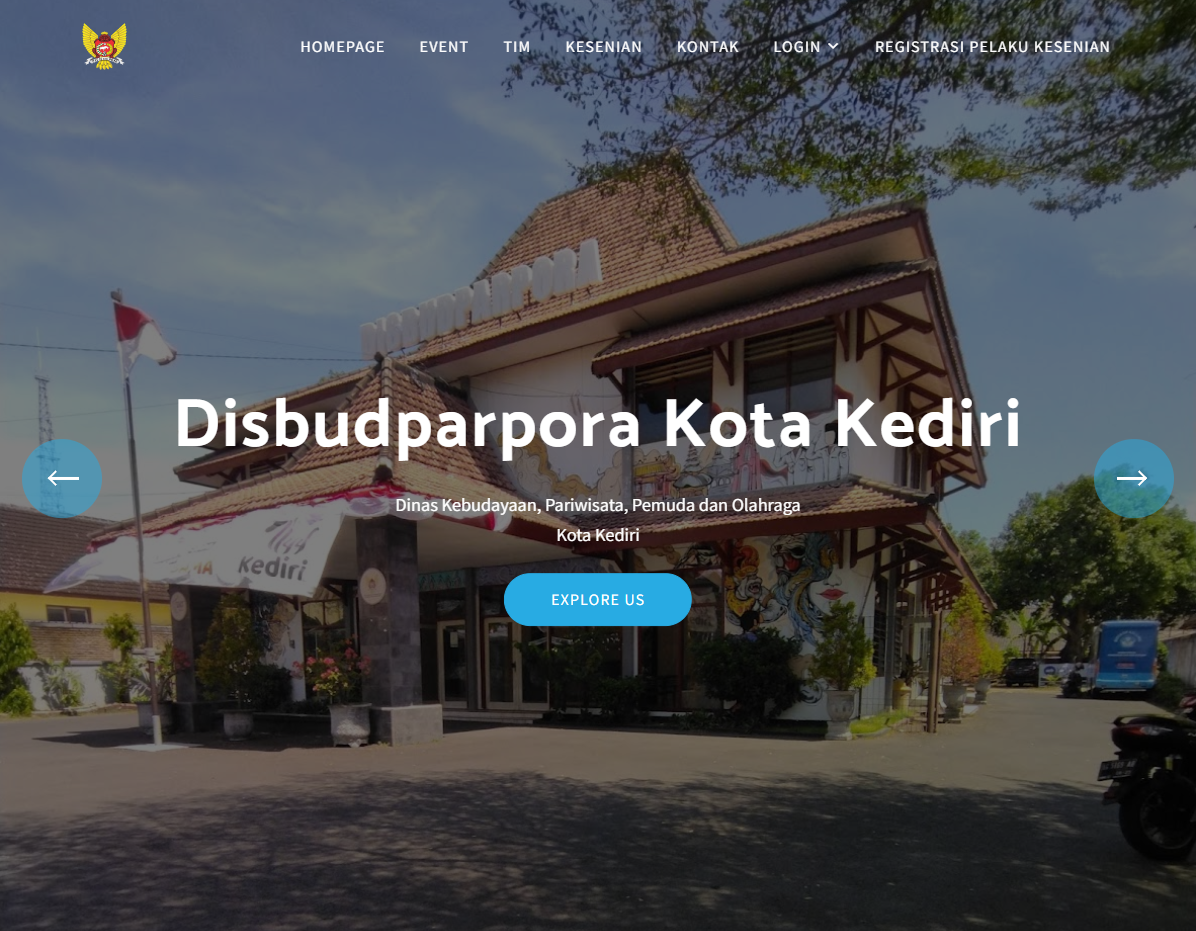 HOMEPAGE EVENT TIM KESENIAN KONTAK LOGIN REGISTRASI PELAKU KESENIAN
DISBUDPARPORA
Disbudparpora Kota Kediri
Dinas Kebudayaan, Pariwisata, Pemuda dan Olahraga
Kota Kediri
Kediri
EXPLORE US